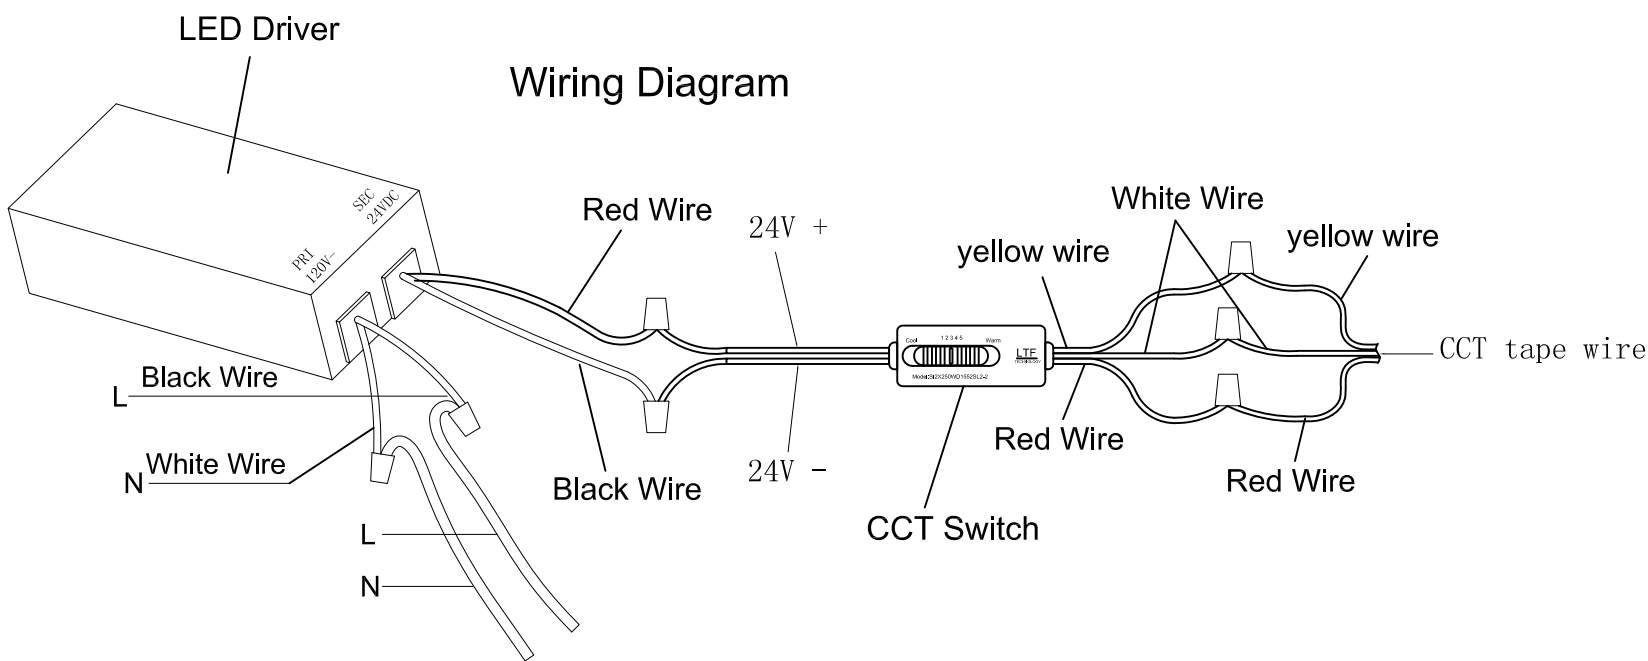 LED Driver
Wiring Diagram
SEC
24VDC
PRI
120V~
Red Wire
24V +
White Wire
yellow wire
yellow wire
Cool
1 2 3 4 5
Warm
LTF
TECHNOLOGY
CCT tape wire
Black Wire
L
Red Wire
White Wire
N
24V -
Black Wire
Red Wire
CCT Switch
L
N